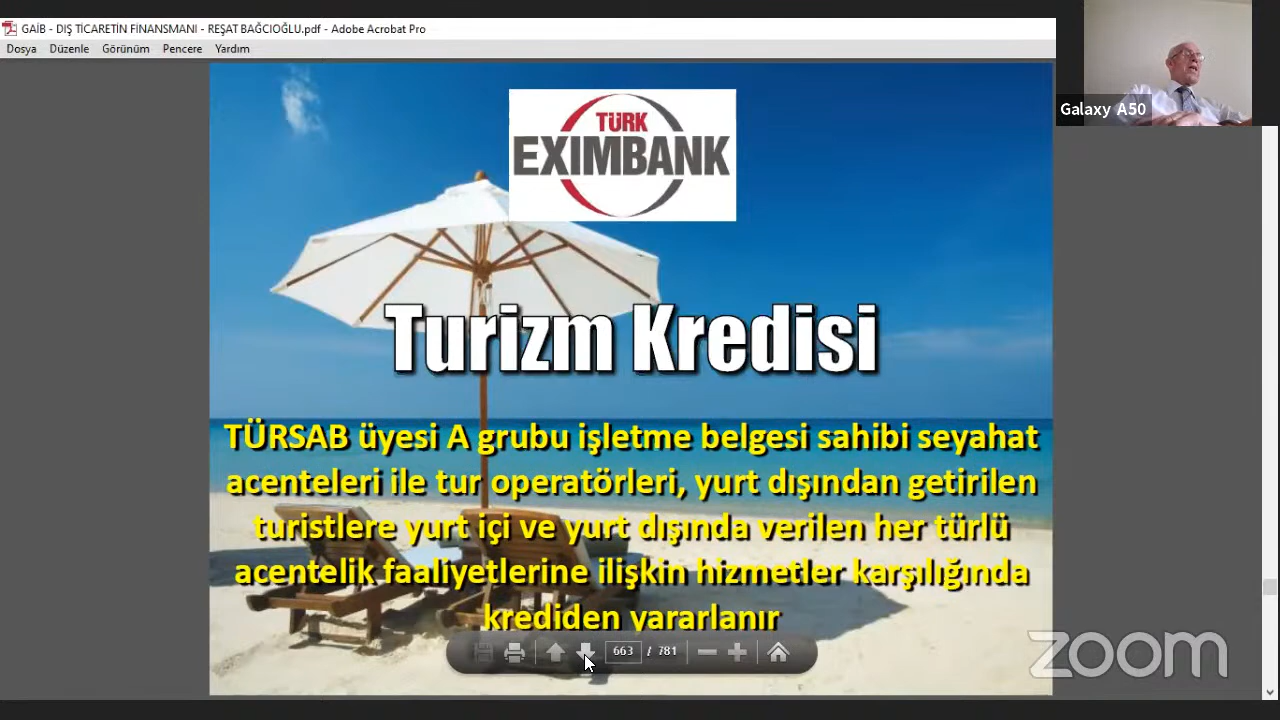 GAİB - DIŞ TİCARETİN FİNANSMANI - REŞAT BAĞCIOĞLU.pdf - Adobe Acrobat Pro
Dosya Düzenle Görünüm Pencere Yardım
Galaxy A50
TÜRK
EXIMBANK
Turizm Kredisi
TÜRSAB üyesi A grubu işletme belgesi sahibi seyahat
acenteleri ile tur operatörleri, yurt dışından getirilen
turistlere yurt içi ve yurt dışında verilen her türlü
acentelik faaliyetlerine ilişkin hizmetler karşılığında
krediden yararlanır
663 / 781
zoom